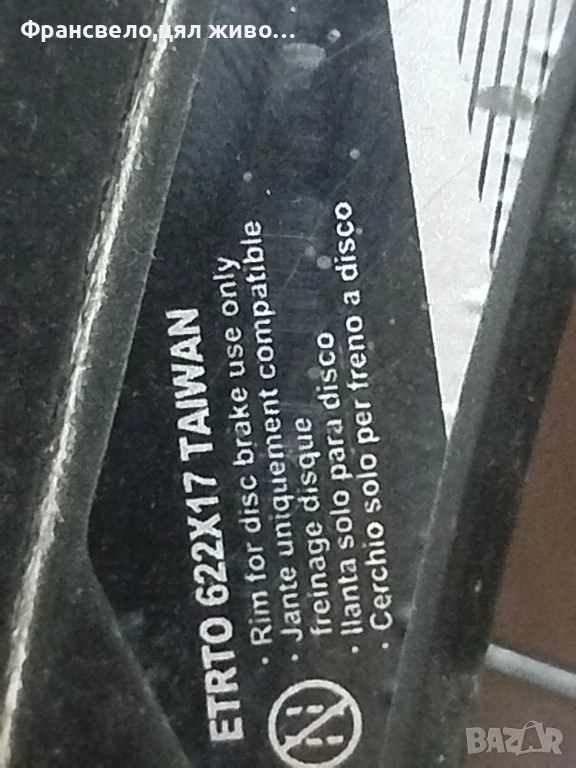 Франсвело,цял живо...
ETRTO 622X17 TAIWAN
· Rim for disc brake use only
· Jante uniquement compatible
freinage disque
· llanta solo para disco
· Cerchio solo per freno a disco
BAZAR